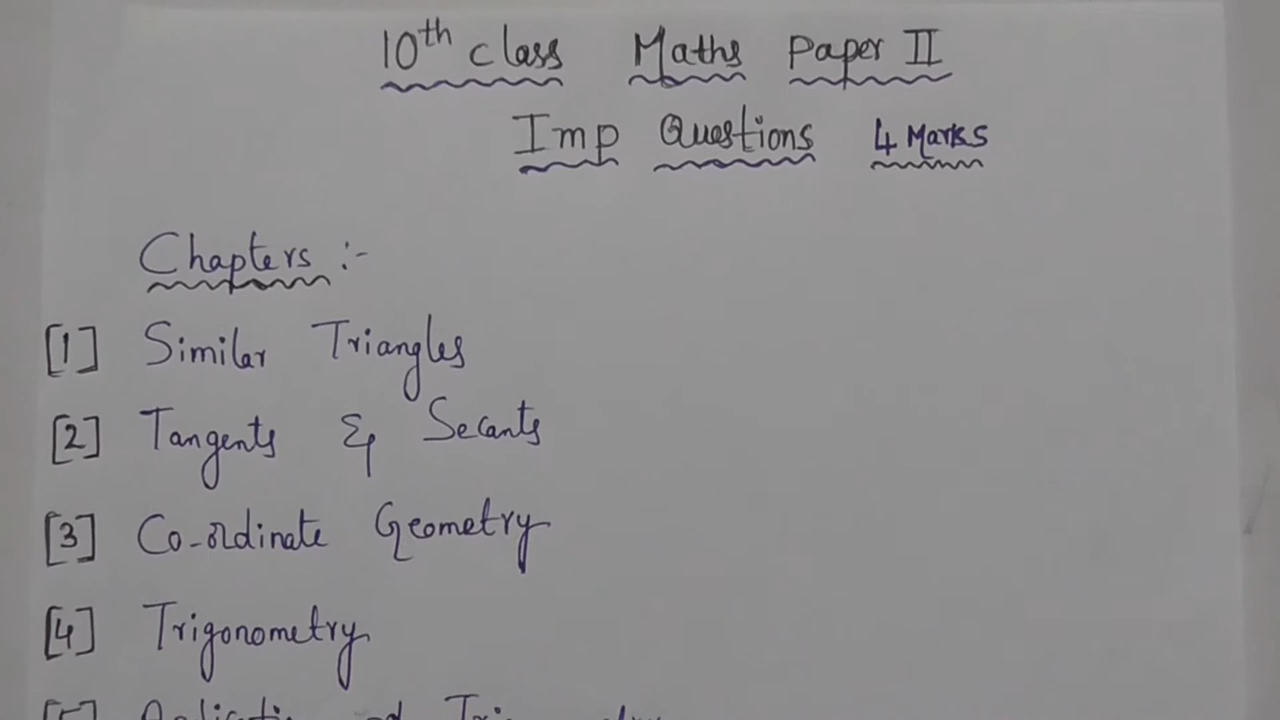 10th class Maths Paper II
Imp Questions 4 Marks
Chapters :-
[1] Similar Triangles
[2] Tangents & Secants
[3] Co-ordinate Geometry
[4] Trigonometry
[5]